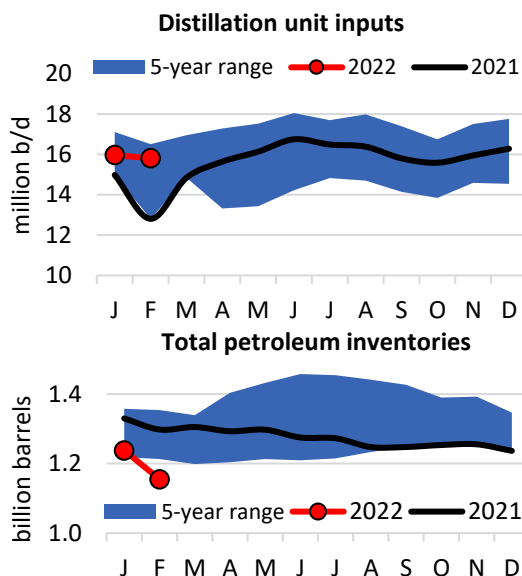 Distillation unit inputs
5-year range 2022 2021
million b/d
20
18
16
14
12
10
J F M A M J J A S O N D
Total petroleum inventories
billion barrels
1.4
1.2
1.0
5-year range 2022 2021
J F M A M J J A S O N D